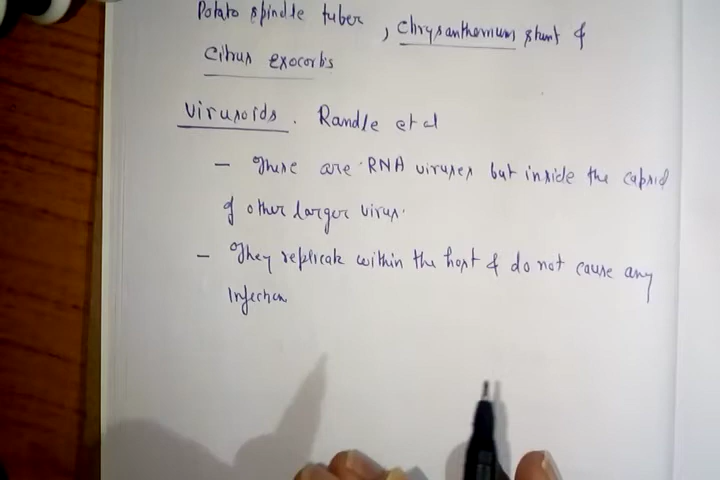 Potato spindle tuber, chrysanthemum stunt &
Citrus exocorbis
Virusoids. Randle et al
- These are RNA viruses but inside the capsid
of other larger virus.
- They replicate within the host & do not cause any
Infection